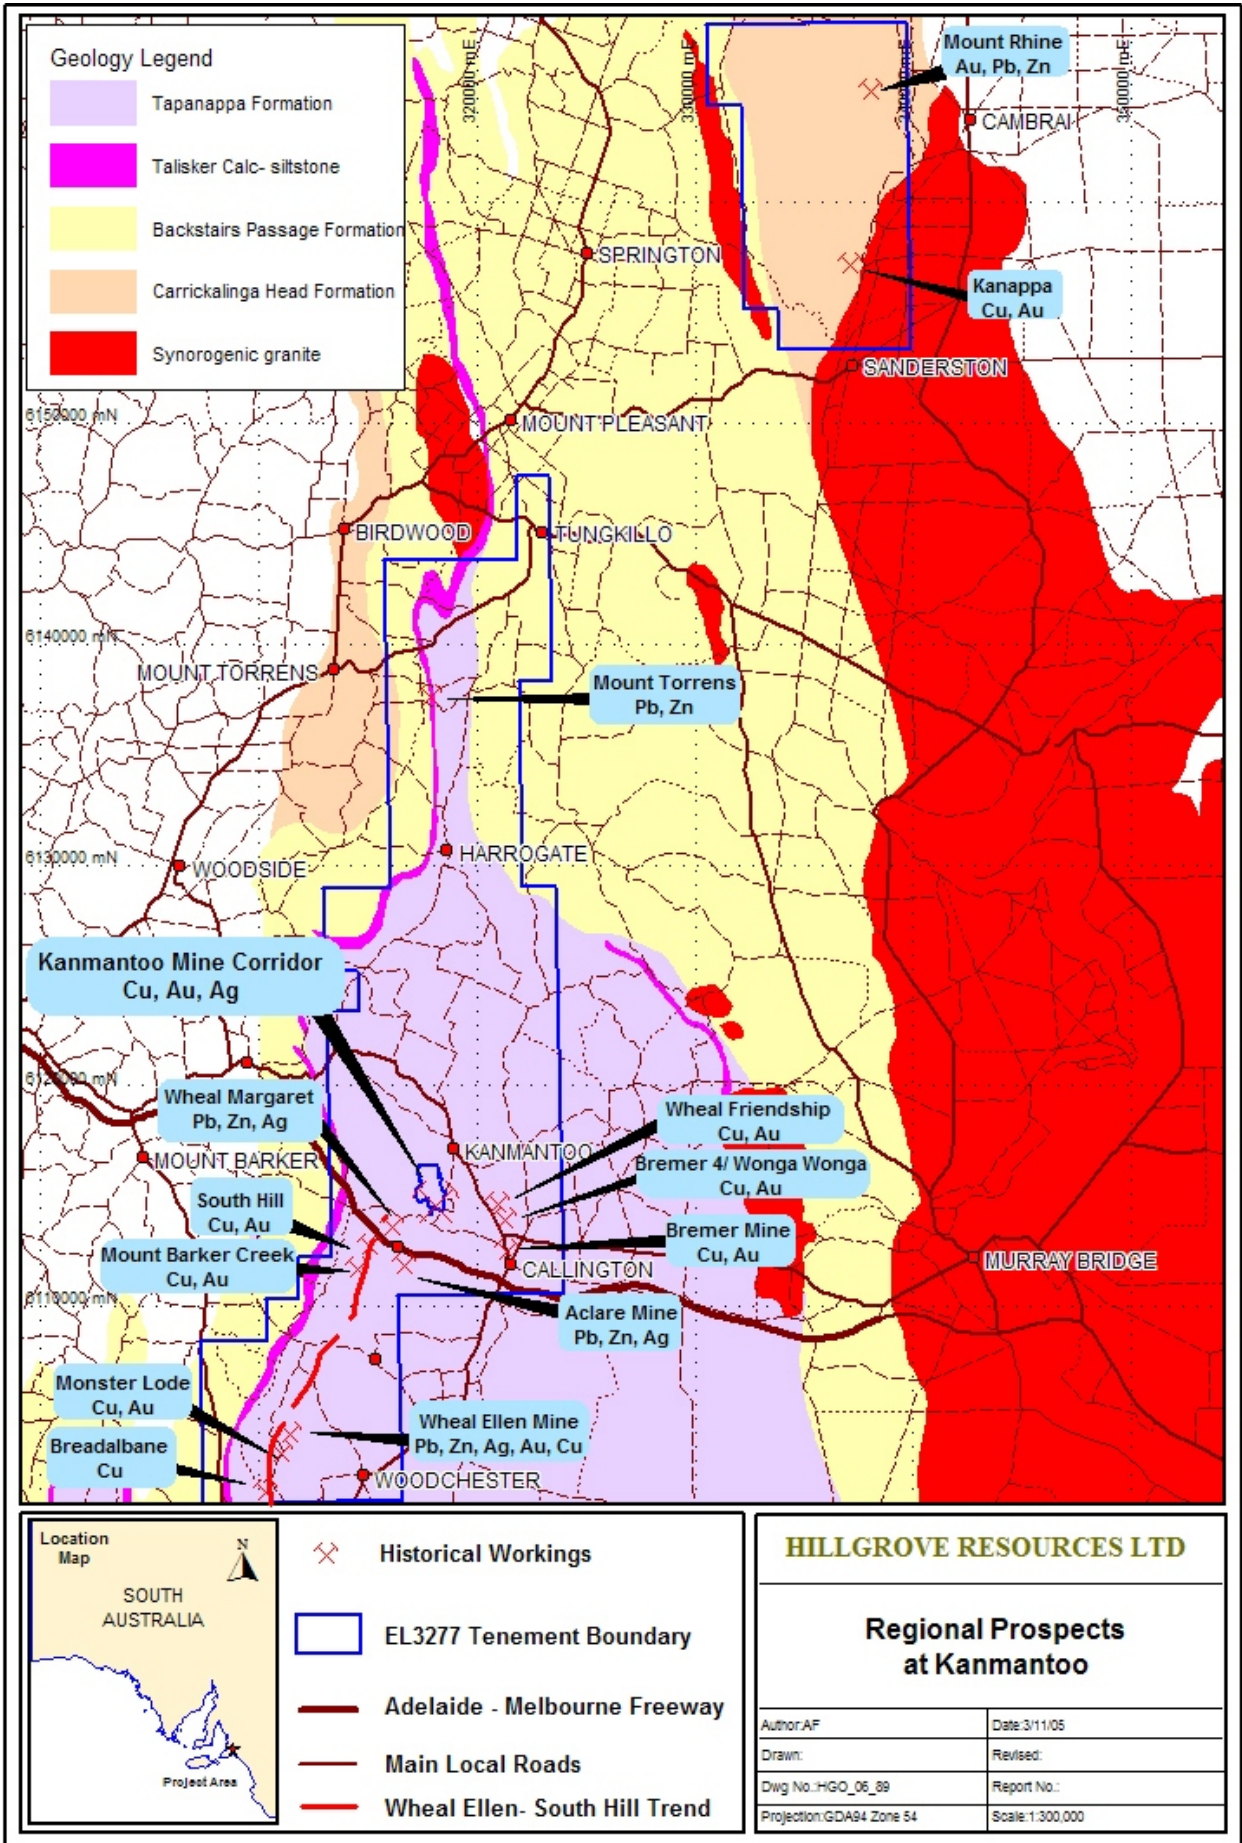 Geology Legend
Tapanappa Formation
Talisker Calc- siltstone
Backstairs Passage Formation
Carrickalinga Head Formation
Synorogenic granite
320000 mE
330000 mE
350000 mE
Mount Rhine
Au, Pb, Zn
CAMBRAI
SPRINGTON
Kanappa
Cu, Au
SANDERSTON
6150000 mN
MOUNT PLEASANT
BIRDWOOD
TUNGKILLO
6140000 mN
MOUNT TORRENS
Mount Torrens
Pb, Zn
6130000 mN
HARROGATE
WOODSIDE
Kanmantoo Mine Corridor
Cu, Au, Ag
6120000 mN
Wheal Margaret
Pb, Zn, Ag
Wheal Friendship
Cu, Au
KANMANTOO
MOUNT BARKER
Bremer 4/ Wonga Wonga
Cu, Au
South Hill
Cu, Au
Bremer Mine
Cu, Au
Mount Barker Creek
Cu, Au
CALLINGTON
MURRAY BRIDGE
6110000 mN
Aclare Mine
Pb, Zn, Ag
Monster Lode
Cu, Au
Wheal Ellen Mine
Pb, Zn, Ag, Au, Cu
Breadalbane
Cu
WOODCHESTER
Location
Map
N
SOUTH
AUSTRALIA
Project Area
Historical Workings
EL3277 Tenement Boundary
Adelaide - Melbourne Freeway
Main Local Roads
Wheal Ellen- South Hill Trend
HILLGROVE RESOURCES LTD
Regional Prospects
at Kanmantoo
Author:AF
Date:3/11/05
Drawn:
Revised:
Dwg No.:HGO_06_89
Report No.:
Projection:GDA94 Zone 54
Scale:1:300,000